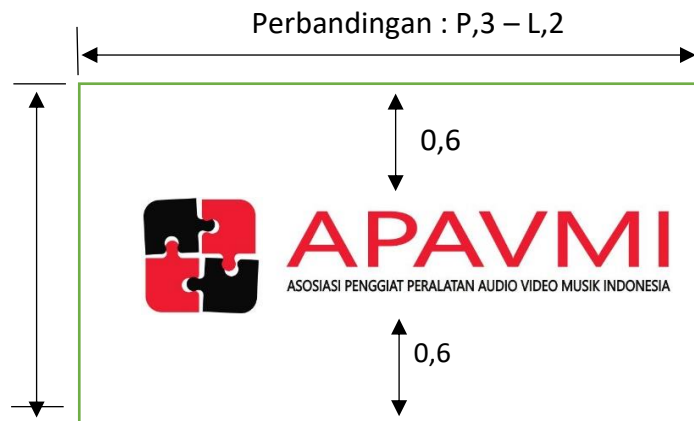 Perbandingan : P,3 – L,2
0,6
APAVMI
ASOSIASI PENGGIAT PERALATAN AUDIO VIDEO MUSIK INDONESIA
0,6